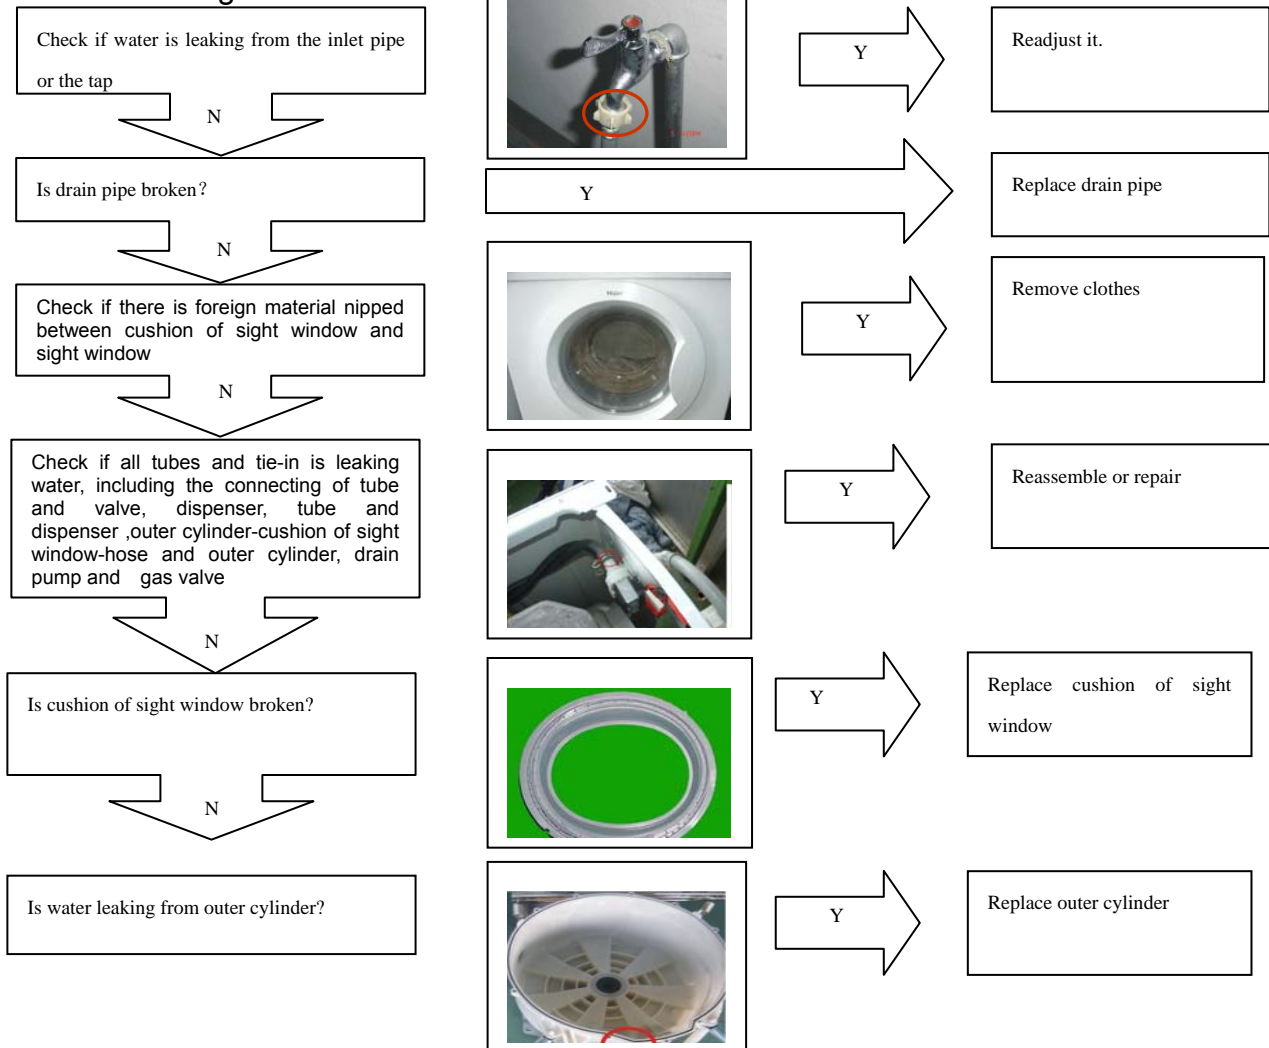 Check if water is leaking from the inlet pipe
or the tap
Y
Readjust it.
N
Is drain pipe broken?
Y
Replace drain pipe
N
Check if there is foreign material nipped
between cushion of sight window and
sight window
Y
Remove clothes
N
Check if all tubes and tie-in is leaking
water, including the connecting of tube
and valve, dispenser, tube and
dispenser ,outer cylinder-cushion of sight
window-hose and outer cylinder, drain
pump and gas valve
Y
Reassemble or repair
N
Is cushion of sight window broken?
Y
Replace cushion of sight
window
N
Is water leaking from outer cylinder?
Y
Replace outer cylinder